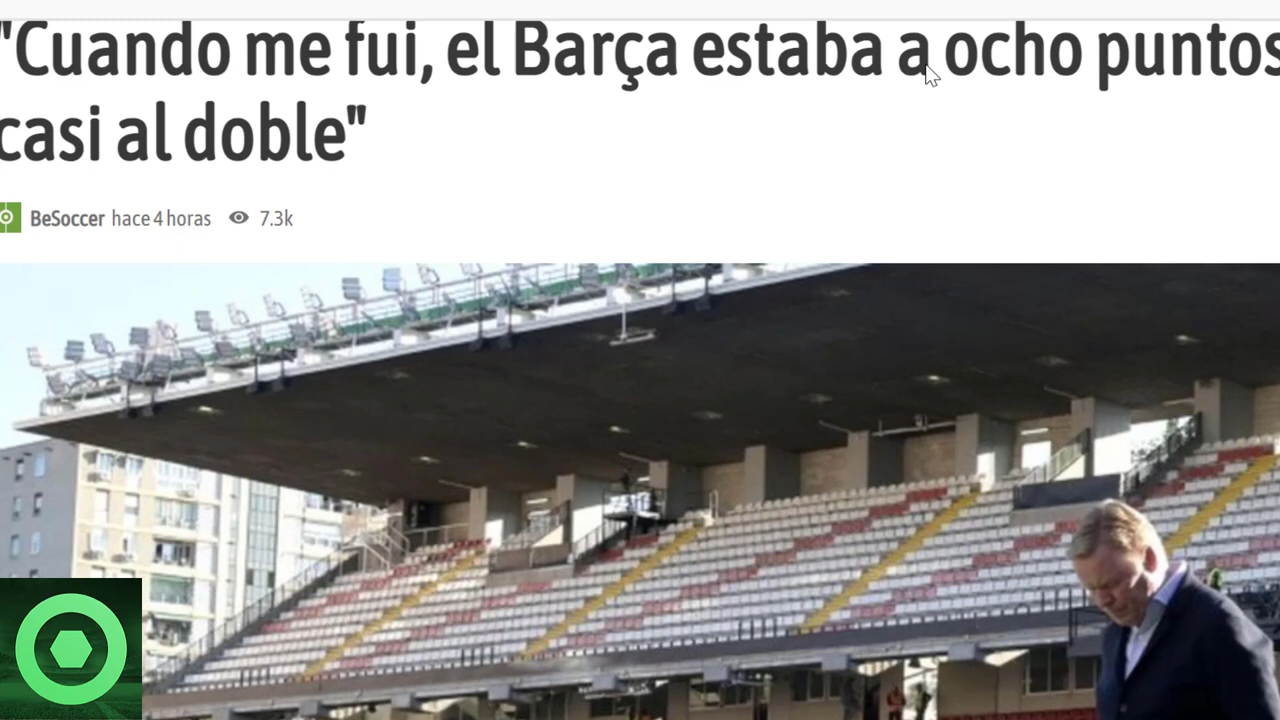 "Cuando me fui, el Barça estaba a ocho puntos
casi al doble"
BeSoccer hace 4 horas 7.3k